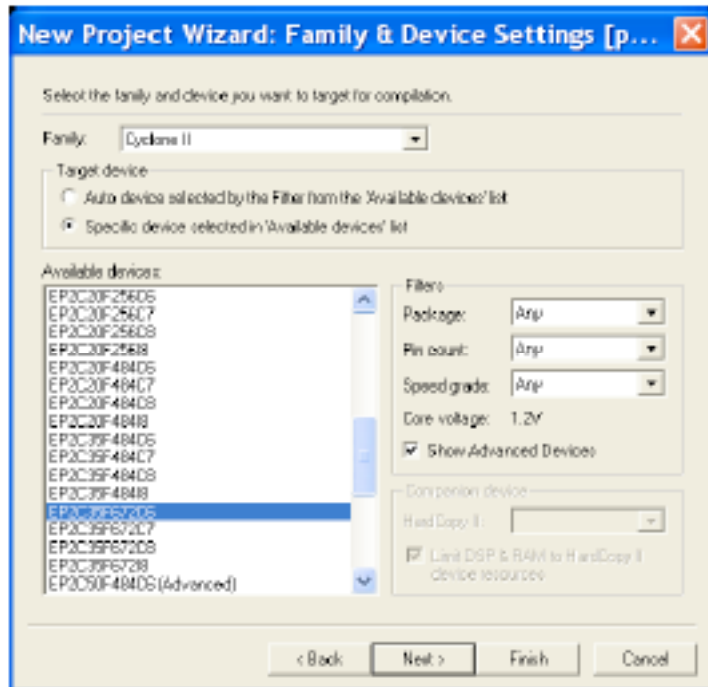 New Project Wizard: Family & Device Settings [p...
Select the family and device you want to target for compilation.
Family: Cyclone II
Target device
Auto device selected by the Filter from the 'Available devices' list
Specific device selected in 'Available devices' list
Available devices:
EP2C20F256C6
EP2C20F256C7
EP2C20F256C8
EP2C20F256I8
EP2C20F484C6
EP2C20F484C7
EP2C20F484C8
EP2C20F484I8
EP2C35F484C6
EP2C35F484C7
EP2C35F484C8
EP2C35F484I8
EP2C35F672C6
EP2C35F672C7
EP2C35F672C8
EP2C35F672I8
EP2C50F484C6 (Advanced)
Filters
Package: Any
Pin count: Any
Speed grade: Any
Core voltage: 1.2V
Show Advanced Devices
Companion device
HardCopy II:
Limit DSP & RAM to HardCopy II
device resources
< Back
Next >
Finish
Cancel